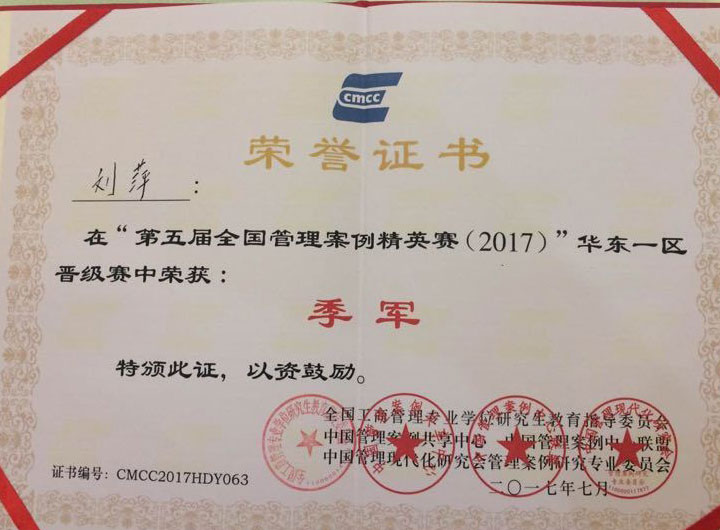 cmcc
荣誉证书
刘萍：
在“第五届全国管理案例精英赛（2017）”华东一区
晋级赛中荣获：
季军
特颁此证，以资鼓励。
全国工商管理专业学位研究生教育指导委员会
中国管理案例共享中心 中国管理案例中心联盟
中国管理现代化研究会管理案例研究专业委员会
证书编号：CMCC2017HDY063
二〇一七年七月